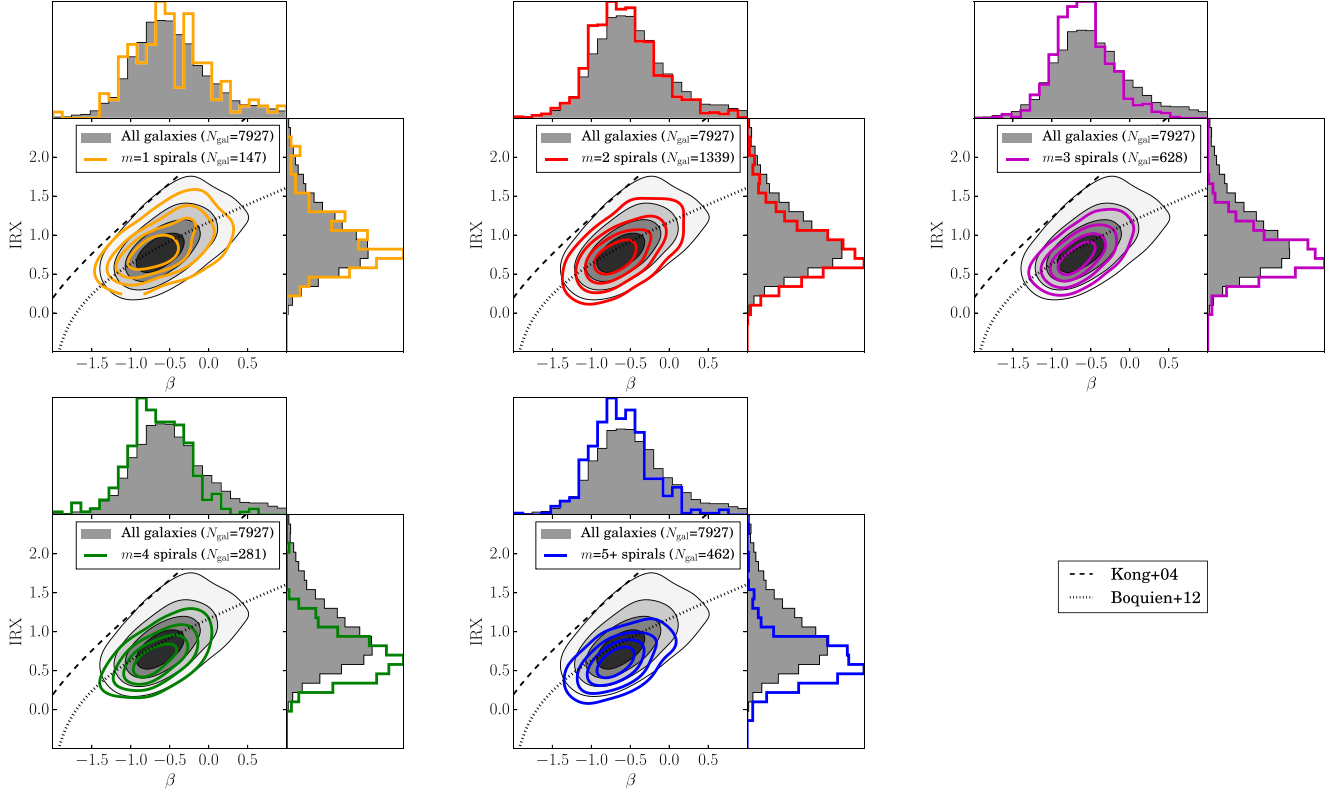 All galaxies (N_gal=7927)
m=1 spirals (N_gal=147)
IRX
2.0
1.5
1.0
0.5
0.0
−1.5 −1.0 −0.5 0.0 0.5
β
All galaxies (N_gal=7927)
m=2 spirals (N_gal=1339)
IRX
2.0
1.5
1.0
0.5
0.0
−1.5 −1.0 −0.5 0.0 0.5
β
All galaxies (N_gal=7927)
m=3 spirals (N_gal=628)
IRX
2.0
1.5
1.0
0.5
0.0
−1.5 −1.0 −0.5 0.0 0.5
β
All galaxies (N_gal=7927)
m=4 spirals (N_gal=281)
IRX
2.0
1.5
1.0
0.5
0.0
−1.5 −1.0 −0.5 0.0 0.5
β
All galaxies (N_gal=7927)
m=5+ spirals (N_gal=462)
IRX
2.0
1.5
1.0
0.5
0.0
−1.5 −1.0 −0.5 0.0 0.5
β
Kong+04
Boquien+12